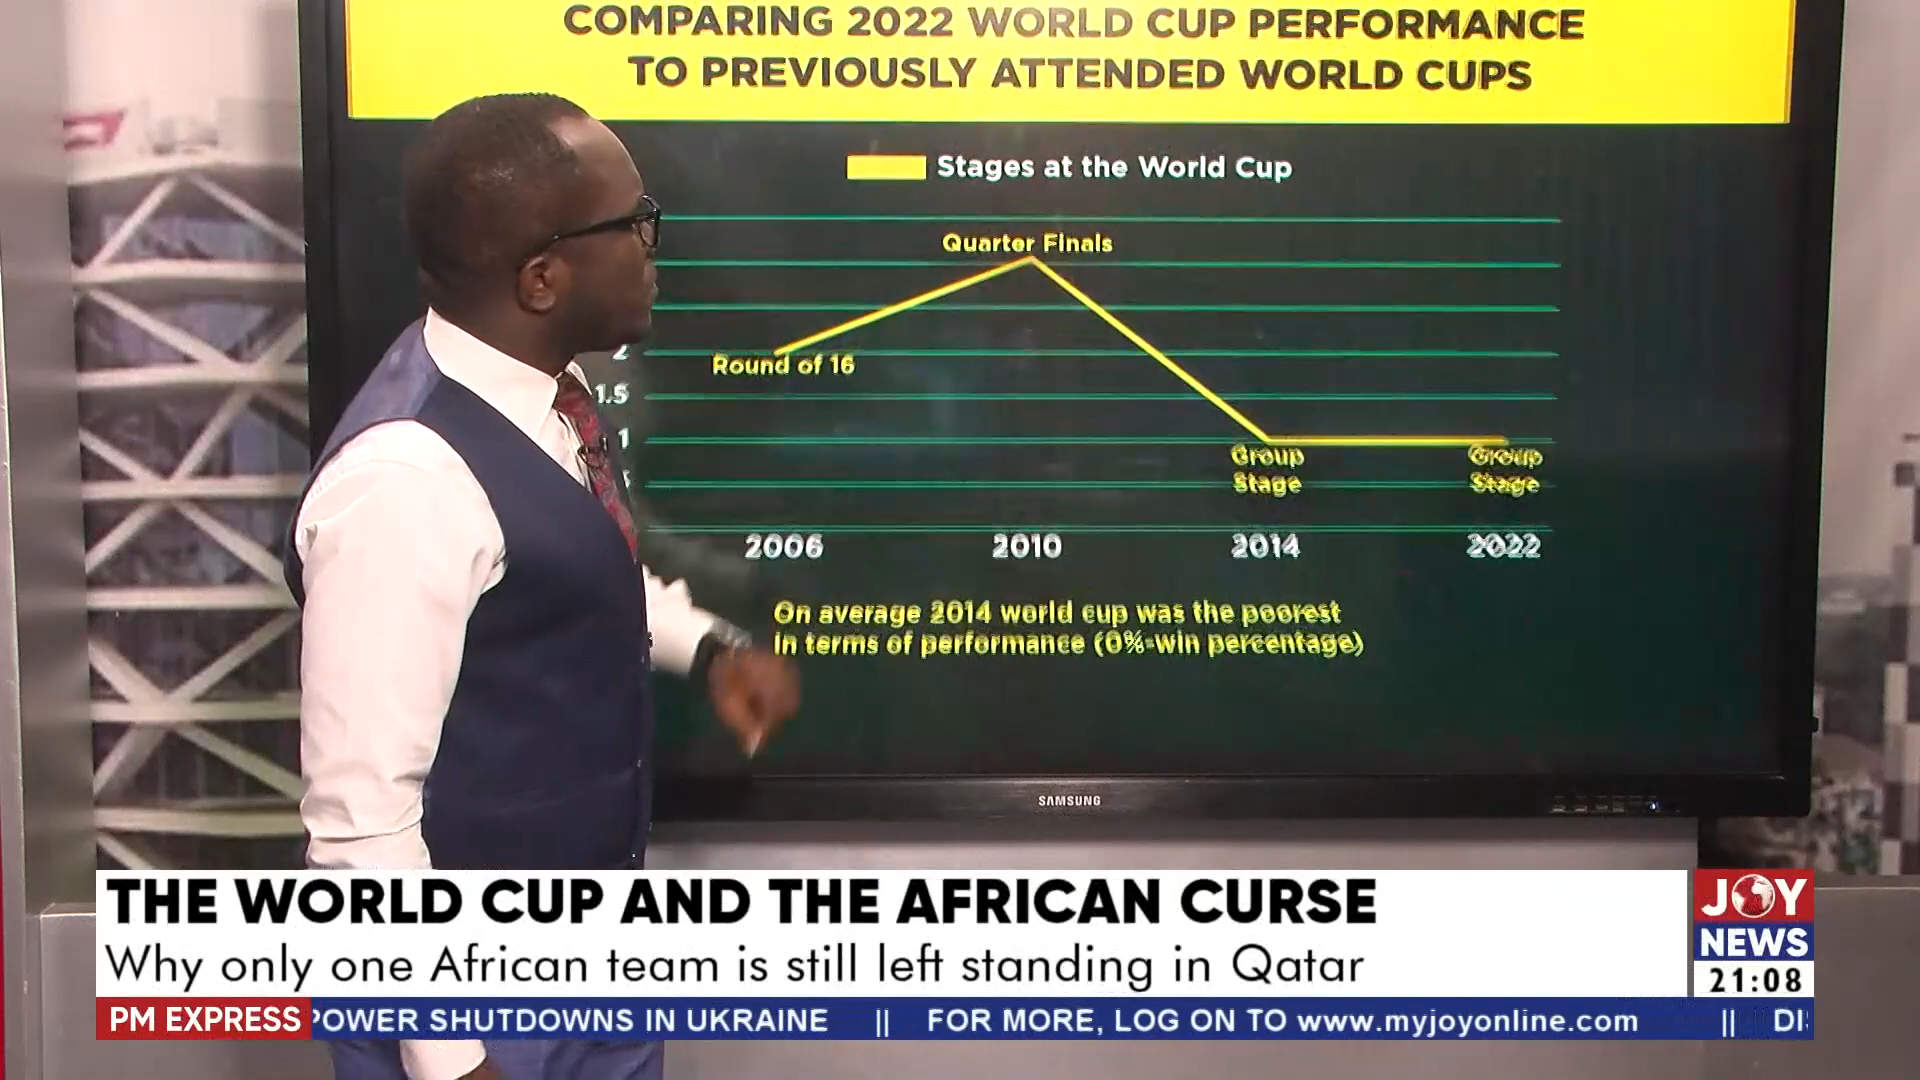 COMPARING 2022 WORLD CUP PERFORMANCE
TO PREVIOUSLY ATTENDED WORLD CUPS
Stages at the World Cup
Quarter Finals
2
Round of 16
1.5
1
Group
Stage
Group
Stage
2006 2010 2014 2022
On average 2014 world cup was the poorest
in terms of performance (0%-win percentage)
SAMSUNG
THE WORLD CUP AND THE AFRICAN CURSE
Why only one African team is still left standing in Qatar
JOY
NEWS
21:08
PM EXPRESS POWER SHUTDOWNS IN UKRAINE || FOR MORE, LOG ON TO www.myjoyonline.com || DI